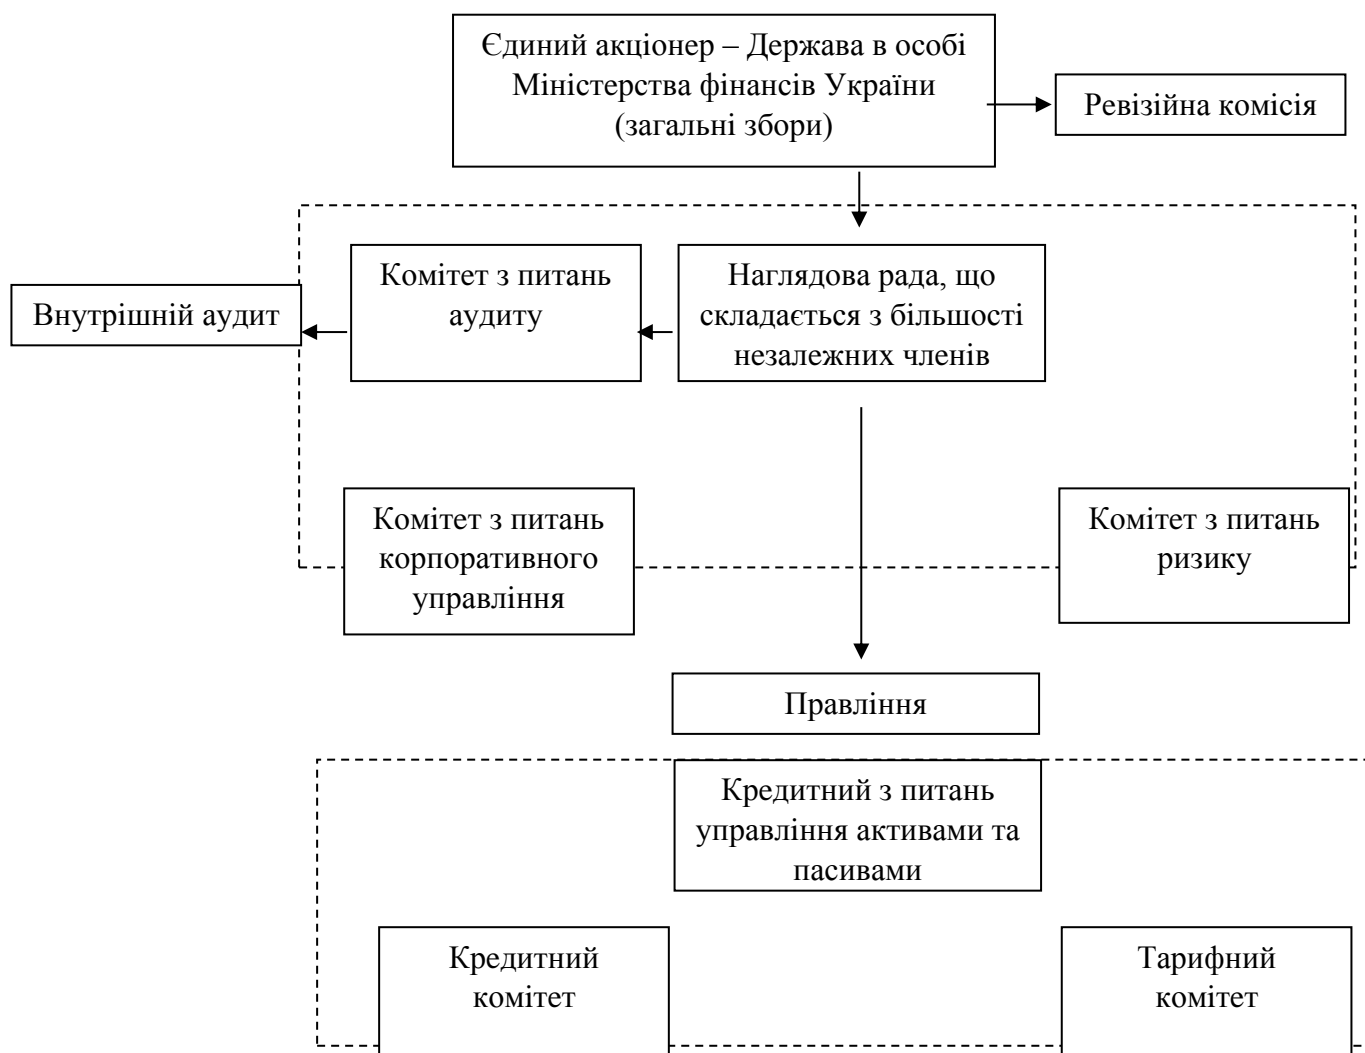 Єдиний акціонер – Держава в особі
Міністерства фінансів України
(загальні збори)
Ревізійна комісія
Внутрішній аудит
Комітет з питань
аудиту
Наглядова рада, що
складається з більшості
незалежних членів
Комітет з питань
корпоративного
управління
Комітет з питань
ризику
Правління
Кредитний з питань
управління активами та
пасивами
Кредитний
комітет
Тарифний
комітет